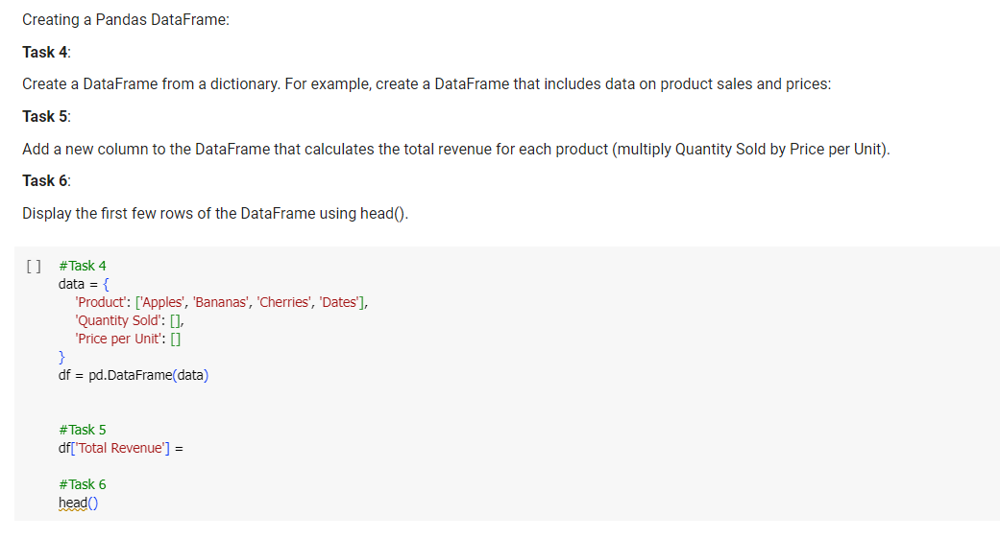 Creating a Pandas DataFrame:
Task 4:
Create a DataFrame from a dictionary. For example, create a DataFrame that includes data on product sales and prices:
Task 5:
Add a new column to the DataFrame that calculates the total revenue for each product (multiply Quantity Sold by Price per Unit).
Task 6:
Display the first few rows of the DataFrame using head().
[ ] #Task 4
data = {
'Product': ['Apples', 'Bananas', 'Cherries', 'Dates'],
'Quantity Sold': [],
'Price per Unit': []
}
df = pd.DataFrame(data)
#Task 5
df['Total Revenue'] =
#Task 6
head()